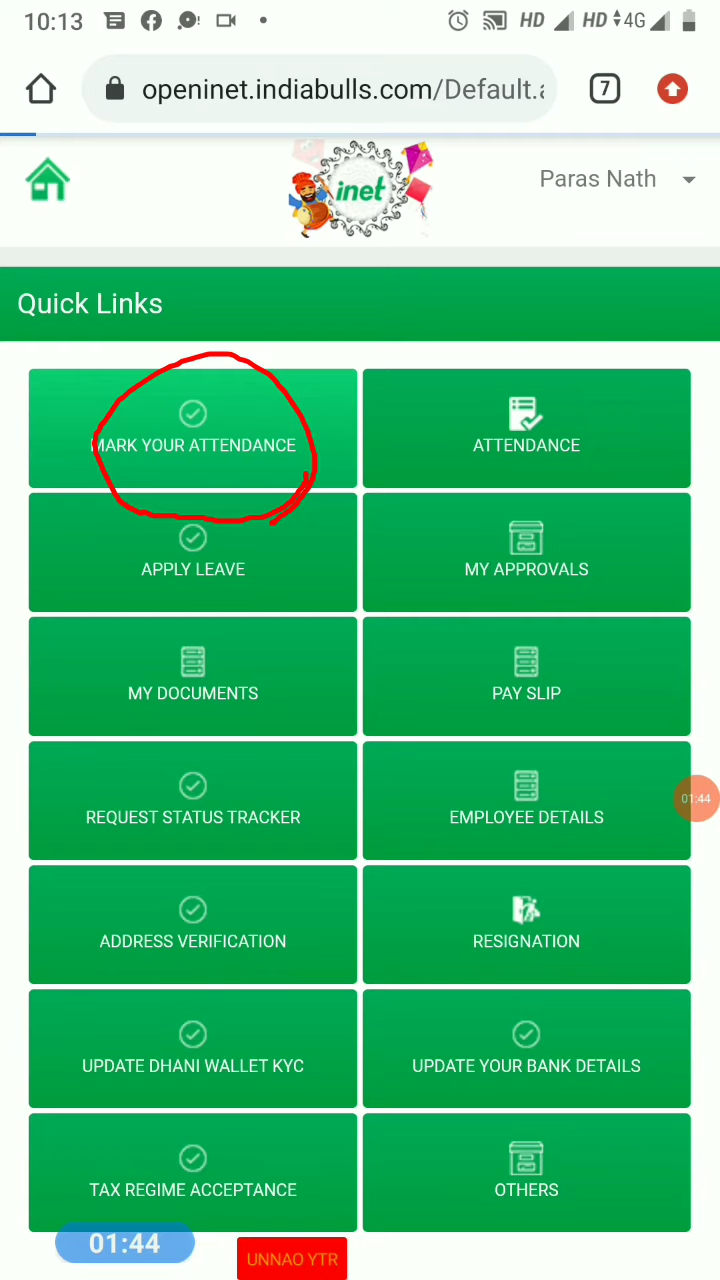 10:13 HD HD 4G
openinet.indiabulls.com/Default.a 7
inet
Paras Nath
Quick Links
MARK YOUR ATTENDANCE
ATTENDANCE
APPLY LEAVE
MY APPROVALS
MY DOCUMENTS
PAY SLIP
REQUEST STATUS TRACKER
EMPLOYEE DETAILS
01:44
ADDRESS VERIFICATION
RESIGNATION
UPDATE DHANI WALLET KYC
UPDATE YOUR BANK DETAILS
TAX REGIME ACCEPTANCE
OTHERS
01:44
UNNAO YTR